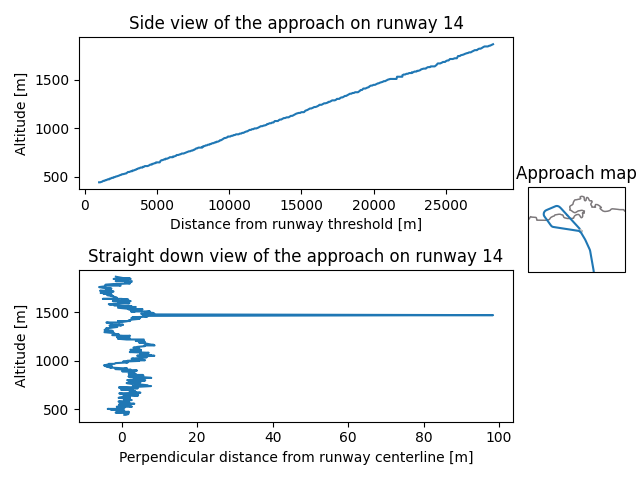 Side view of the approach on runway 14
Altitude [m]
1500
1000
500
0
5000
10000
15000
20000
25000
Distance from runway threshold [m]
Approach map
Straight down view of the approach on runway 14
Altitude [m]
1500
1000
500
0
20
40
60
80
100
Perpendicular distance from runway centerline [m]